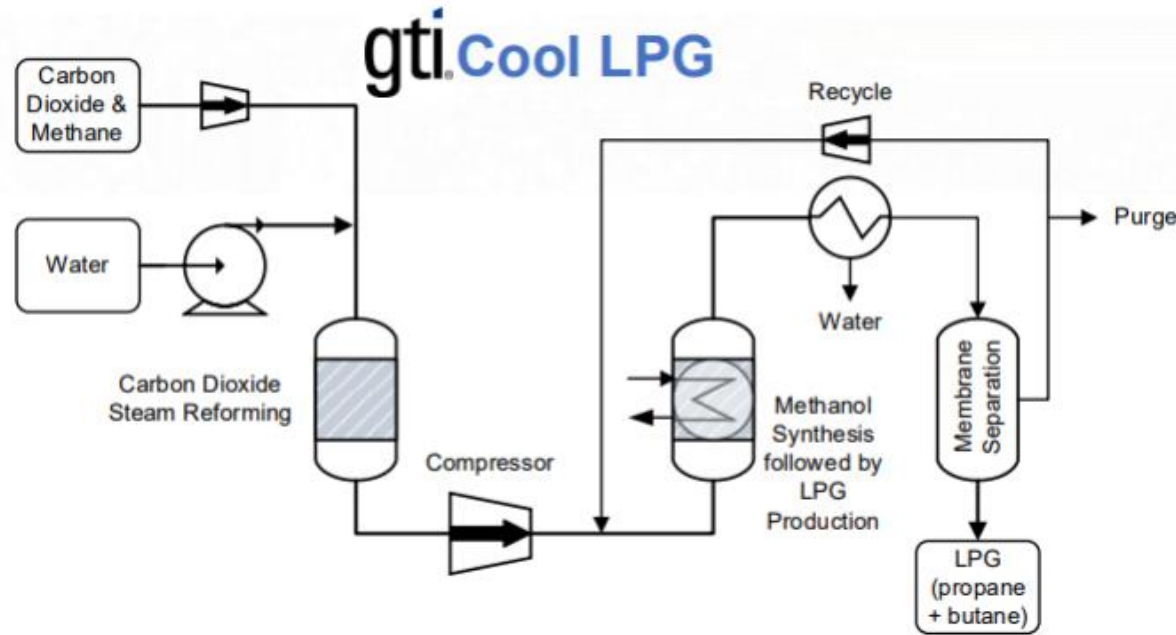 gti. Cool LPG
Carbon
Dioxide &
Methane
Recycle
Purge
Water
Water
Carbon Dioxide
Steam Reforming
Compressor
Methanol
Synthesis
followed by
LPG
Production
Membrane
Separation
LPG
(propane
+ butane)